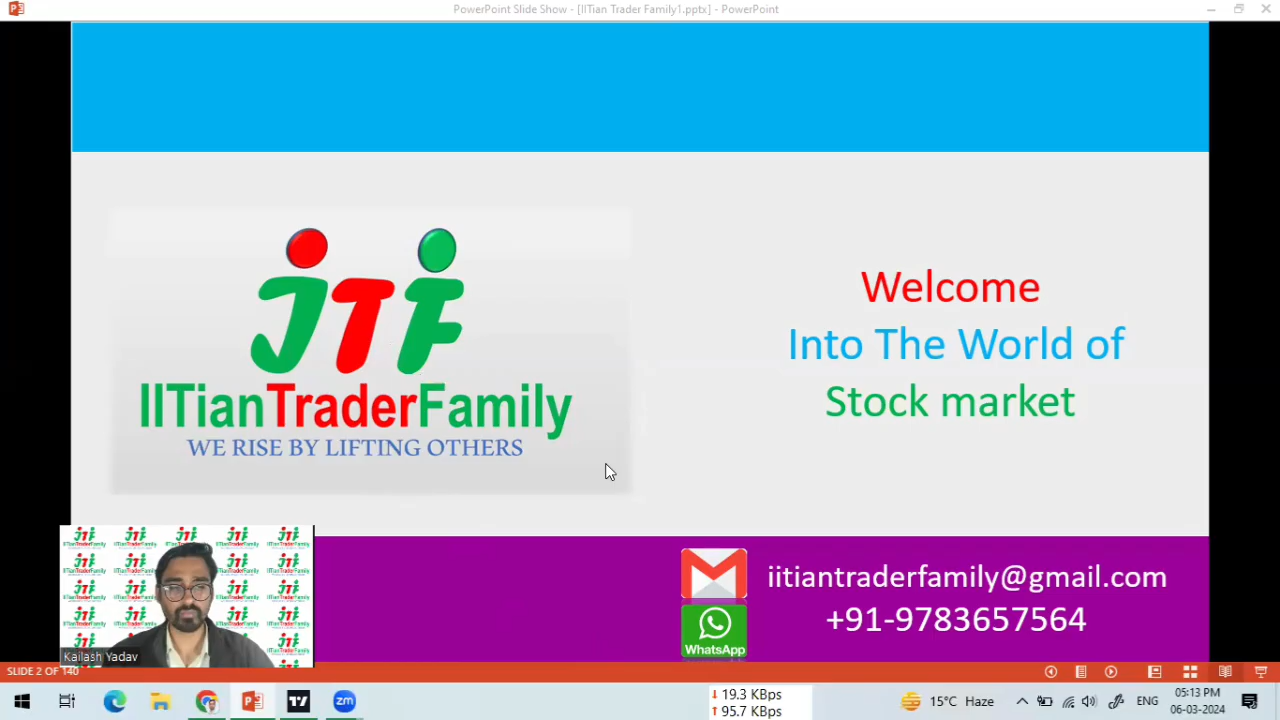 PowerPoint Slide Show - [IITian Trader Family1.pptx] - PowerPoint
JTF
IITianTraderFamily
WE RISE BY LIFTING OTHERS
Welcome
Into The World of
Stock market
iitiantraderfamily@gmail.com
+91-9783657564
WhatsApp
Kailash Yadav
SLIDE 2 OF 140
19.3 KBps
95.7 KBps
15°C Haze
ENG
05:13 PM
06-03-2024